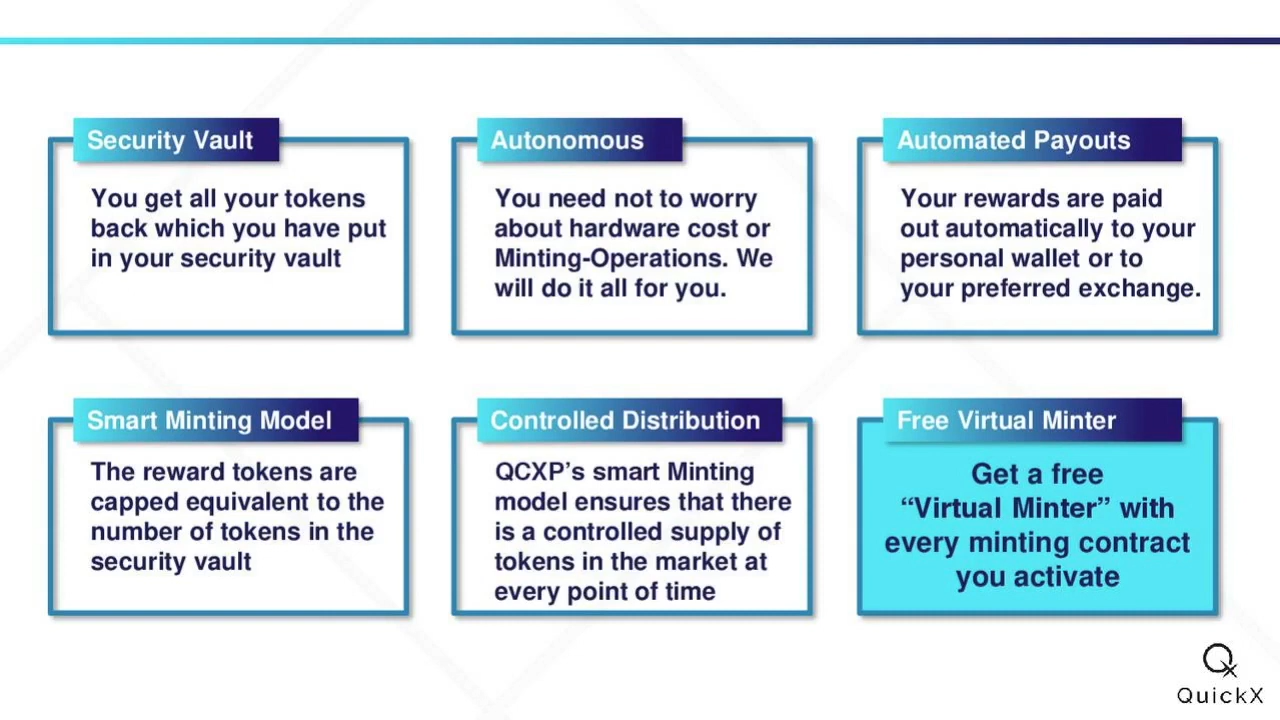 Security Vault
You get all your tokens
back which you have put
in your security vault
Autonomous
You need not to worry
about hardware cost or
Minting-Operations. We
will do it all for you.
Automated Payouts
Your rewards are paid
out automatically to your
personal wallet or to
your preferred exchange.
Smart Minting Model
The reward tokens are
capped equivalent to the
number of tokens in the
security vault
Controlled Distribution
QCXP’s smart Minting
model ensures that there
is a controlled supply of
tokens in the market at
every point of time
Free Virtual Minter
Get a free
“Virtual Minter” with
every minting contract
you activate
Qx
QuickX